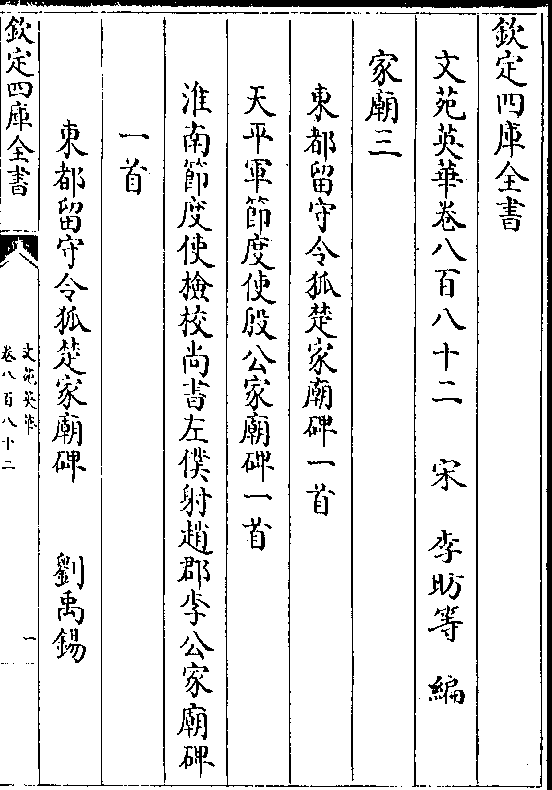 欽定四庫全書
文苑英華卷八百八十二 宋 李昉等 編
家廟三
東都留守令狐楚家廟碑一首
天平軍節度使殷公家廟碑一首
淮南節度使檢校尚書左僕射趙郡李公家廟碑
一首
東都留守令狐楚家廟碑 劉禹錫
欽定四庫全書
文苑英華
卷八百八十二
一